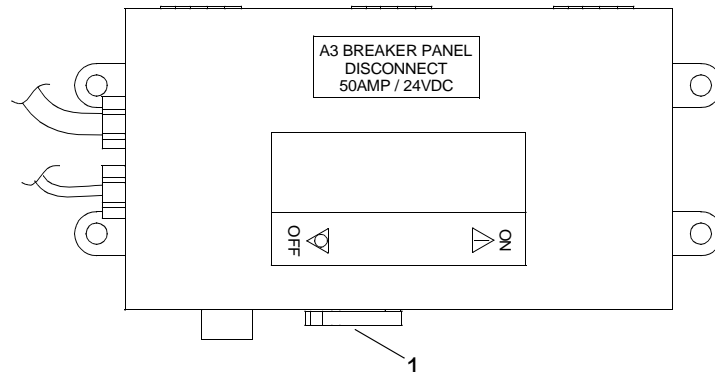 A3 BREAKER PANEL
DISCONNECT
50AMP / 24VDC
OFF
ON
1